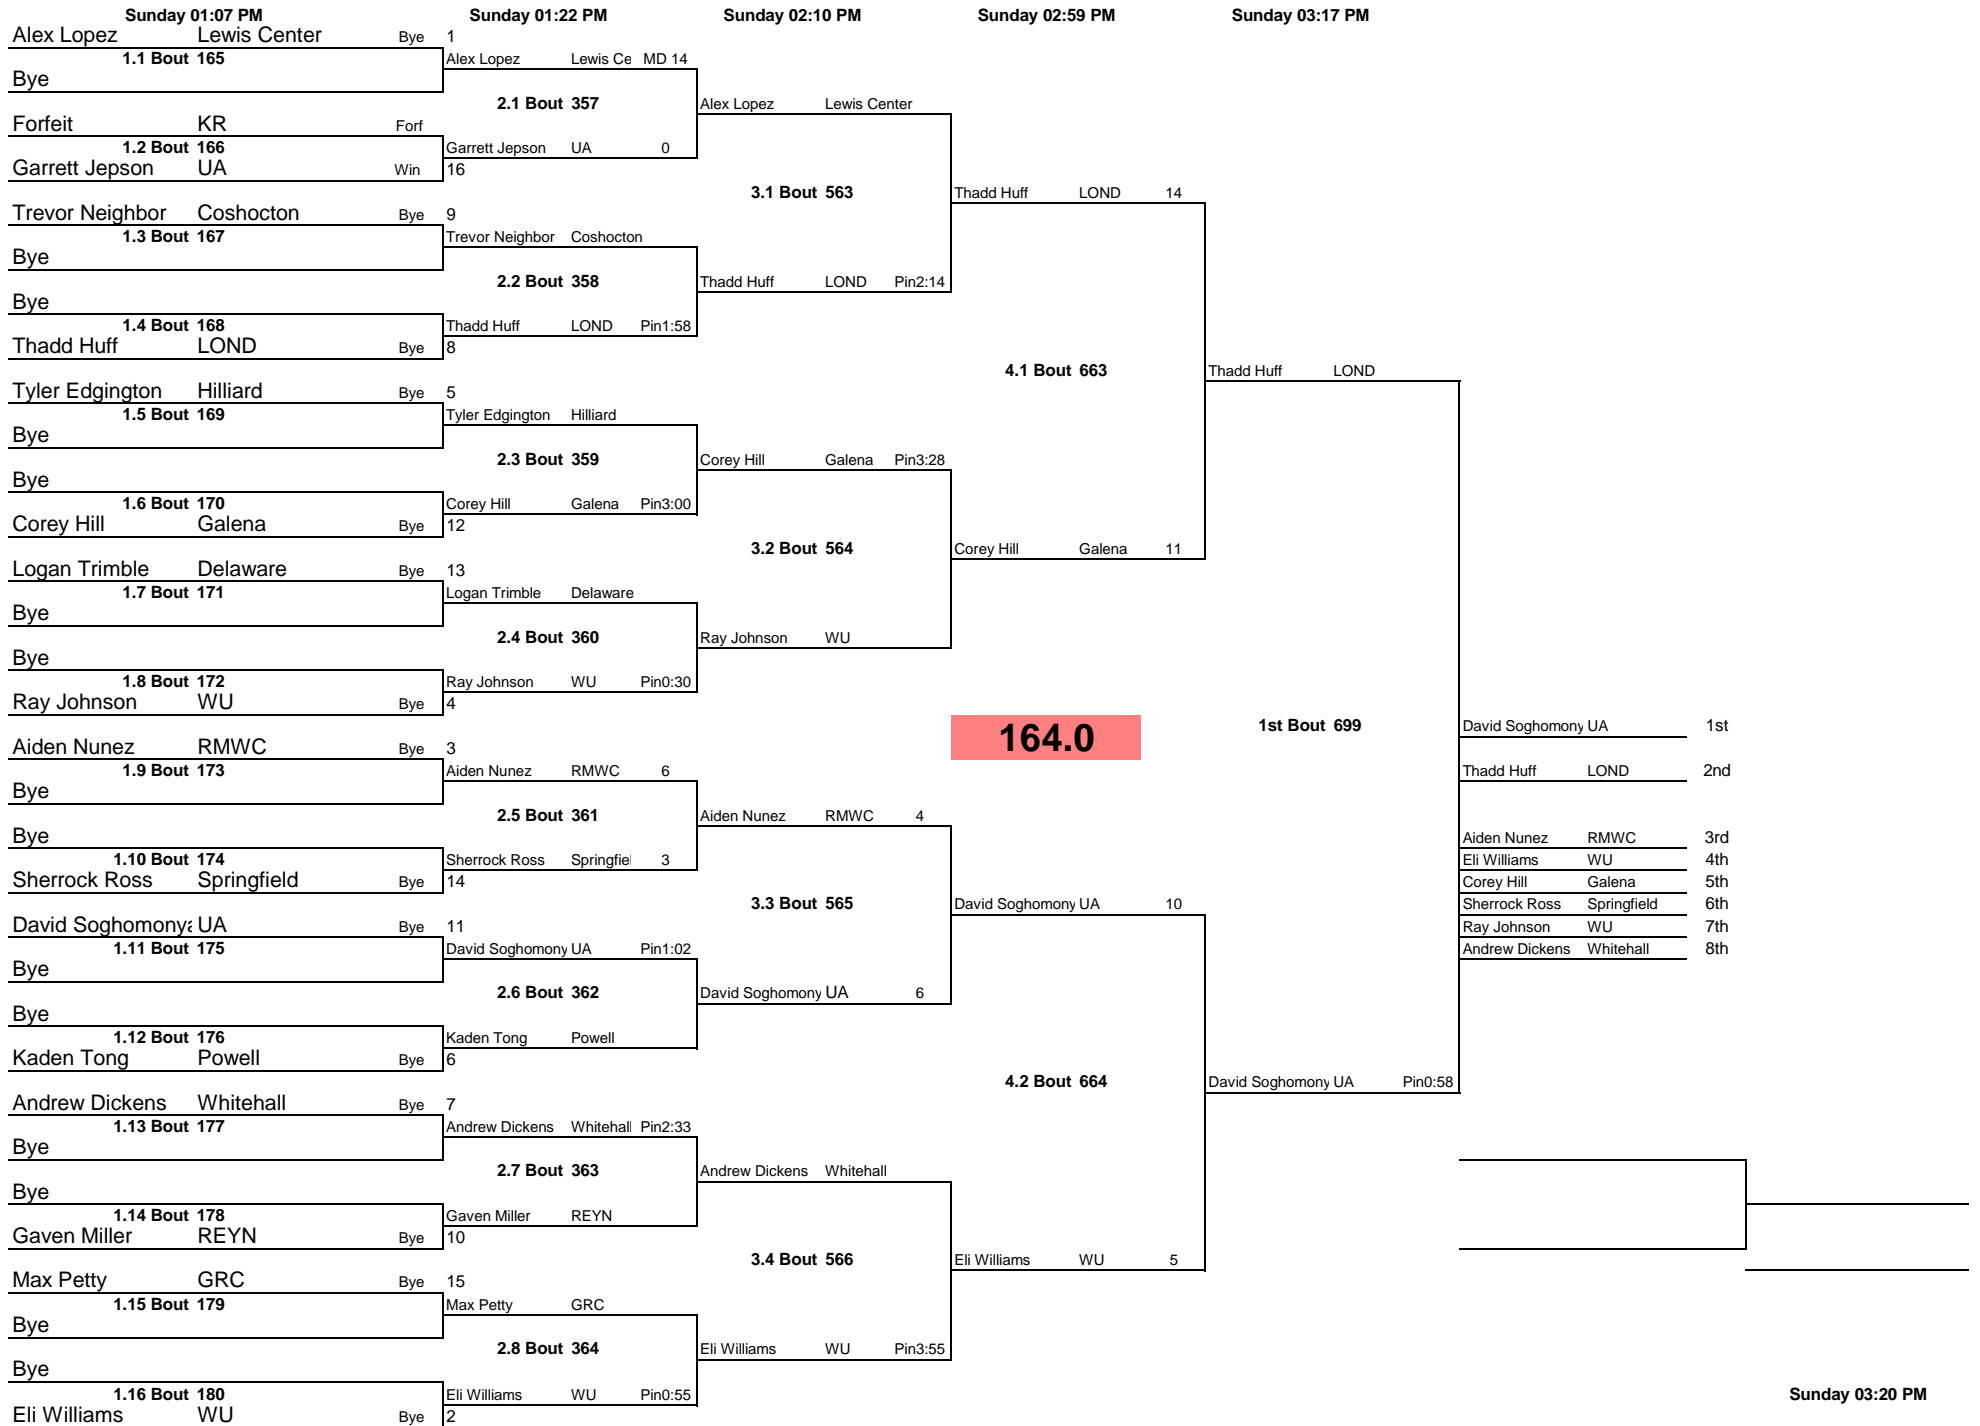 Sunday 01:07 PM Sunday 01:22 PM Sunday 02:10 PM Sunday 02:59 PM Sunday 03:17 PM
Alex Lopez Lewis Center Bye 1
1.1 Bout 165 Alex Lopez Lewis Ce MD 14
Bye
2.1 Bout 357 Alex Lopez Lewis Center
Forfeit KR Forf
1.2 Bout 166 Garrett Jepson UA 0
Garrett Jepson UA Win 16
3.1 Bout 563 Thadd Huff LOND 14
Trevor Neighbor Coshocton Bye 9
1.3 Bout 167 Trevor Neighbor Coshocton
Bye
2.2 Bout 358 Thadd Huff LOND Pin2:14
Bye
1.4 Bout 168 Thadd Huff LOND Pin1:58
Thadd Huff LOND Bye 8
4.1 Bout 663 Thadd Huff LOND
Tyler Edgington Hilliard Bye 5
1.5 Bout 169 Tyler Edgington Hilliard
Bye
2.3 Bout 359 Corey Hill Galena Pin3:28
Bye
1.6 Bout 170 Corey Hill Galena Pin3:00
Corey Hill Galena Bye 12
3.2 Bout 564 Corey Hill Galena 11
Logan Trimble Delaware Bye 13
1.7 Bout 171 Logan Trimble Delaware
Bye
2.4 Bout 360 Ray Johnson WU
Bye
1.8 Bout 172 Ray Johnson WU Pin0:30
Ray Johnson WU Bye 4
164.0 1st Bout 699 David Soghomony UA 1st
Aiden Nunez RMWC Bye 3
1.9 Bout 173 Aiden Nunez RMWC 6 Thadd Huff LOND 2nd
Bye
2.5 Bout 361 Aiden Nunez RMWC 4
Bye Aiden Nunez RMWC 3rd
1.10 Bout 174 Sherrock Ross Springfiel 3 Eli Williams WU 4th
Sherrock Ross Springfield Bye 14 Corey Hill Galena 5th
3.3 Bout 565 David Soghomony UA 10 Sherrock Ross Springfield 6th
David Soghomonya UA Bye 11 Ray Johnson WU 7th
1.11 Bout 175 David Soghomony UA Pin1:02 Andrew Dickens Whitehall 8th
Bye
2.6 Bout 362 David Soghomony UA 6
Bye
1.12 Bout 176 Kaden Tong Powell
Kaden Tong Powell Bye 6
4.2 Bout 664 David Soghomony UA Pin0:58
Andrew Dickens Whitehall Bye 7
1.13 Bout 177 Andrew Dickens Whitehall Pin2:33
Bye
2.7 Bout 363 Andrew Dickens Whitehall
Bye
1.14 Bout 178 Gaven Miller REYN
Gaven Miller REYN Bye 10
3.4 Bout 566 Eli Williams WU 5
Max Petty GRC Bye 15
1.15 Bout 179 Max Petty GRC
Bye
2.8 Bout 364 Eli Williams WU Pin3:55
Bye
1.16 Bout 180 Eli Williams WU Pin0:55 Sunday 03:20 PM
Eli Williams WU Bye 2